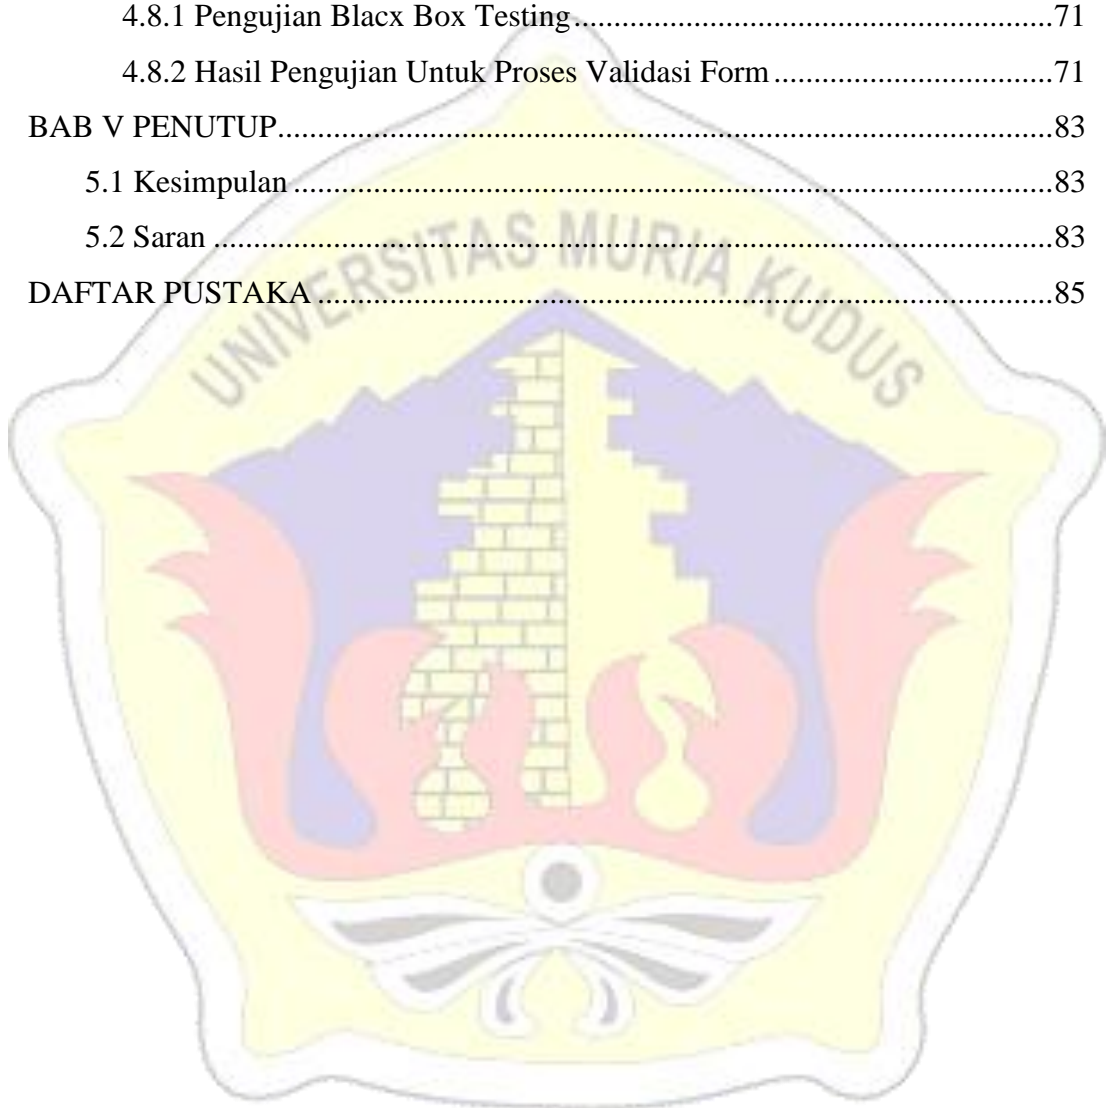 4.8.1 Pengujian Blacx Box Testing....................................................71
4.8.2 Hasil Pengujian Untuk Proses Validasi Form..............................71
BAB V PENUTUP..................................................................................83
5.1 Kesimpulan................................................................................83
5.2 Saran........................................................................................83
DAFTAR PUSTAKA..............................................................................85
UNIVERSITAS MURIA KUDUS